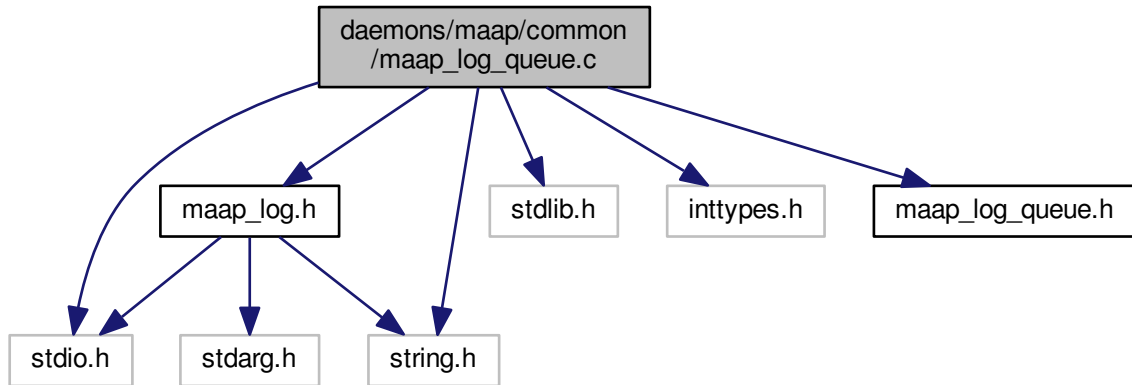 daemons/maap/common
/maap_log_queue.c
maap_log.h
stdlib.h
inttypes.h
maap_log_queue.h
stdio.h
stdarg.h
string.h